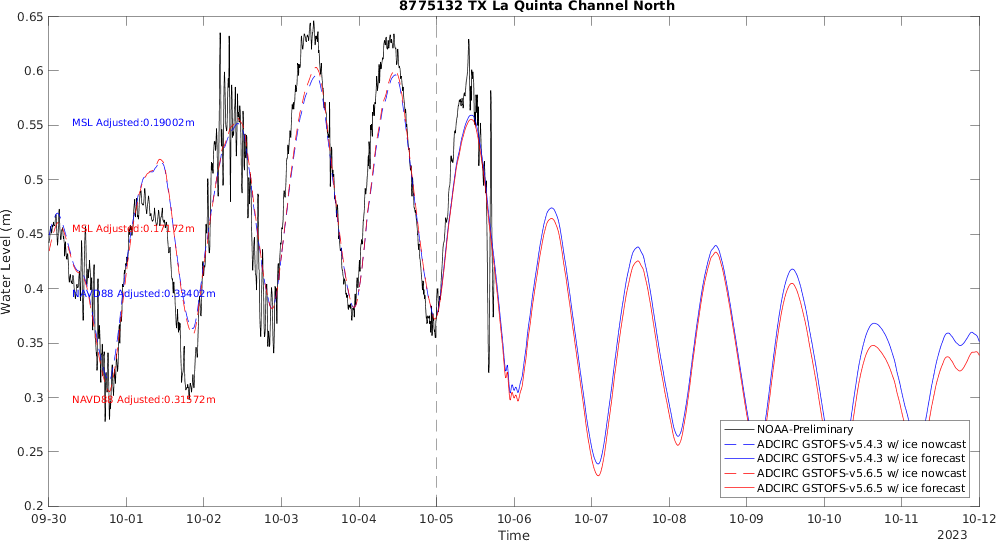 8775132 TX La Quinta Channel North
Water Level (m)
0.65
0.6
0.55
0.5
0.45
0.4
0.35
0.3
0.25
0.2
MSL Adjusted:0.19002m
MSL Adjusted:0.17172m
NAVD88 Adjusted:0.33402m
NAVD88 Adjusted:0.31572m
NOAA-Preliminary
ADCIRC GSTOFS-v5.4.3 w/ ice nowcast
ADCIRC GSTOFS-v5.4.3 w/ ice forecast
ADCIRC GSTOFS-v5.6.5 w/ ice nowcast
ADCIRC GSTOFS-v5.6.5 w/ ice forecast
09-30 10-01 10-02 10-03 10-04 10-05 10-06 10-07 10-08 10-09 10-10 10-11 10-12
Time
2023